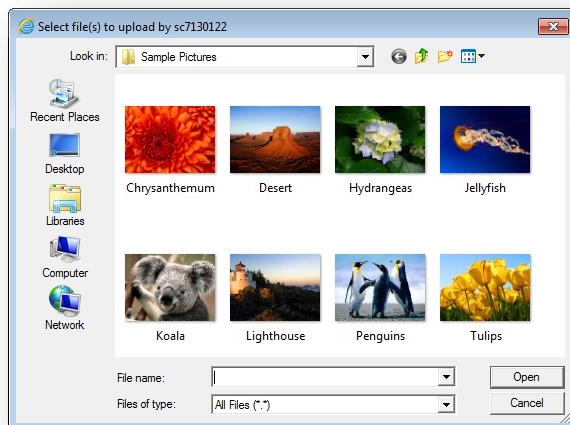 Select file(s) to upload by sc7130122
Look in: Sample Pictures
Recent Places
Desktop
Libraries
Computer
Network
Chrysanthemum Desert Hydrangeas Jellyfish
Koala Lighthouse Penguins Tulips
File name: Open
Files of type: All Files (*.*) Cancel